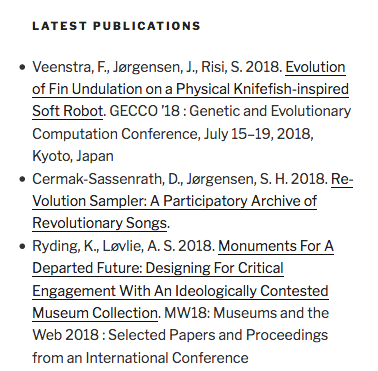 LATEST PUBLICATIONS
• Veenstra, F., Jørgensen, J., Risi, S. 2018. Evolution
of Fin Undulation on a Physical Knifefish-inspired
Soft Robot. GECCO ’18 : Genetic and Evolutionary
Computation Conference, July 15–19, 2018,
Kyoto, Japan
• Cermak-Sassenrath, D., Jørgensen, S. H. 2018. Re-
Volution Sampler: A Participatory Archive of
Revolutionary Songs.
• Ryding, K., Løvlie, A. S. 2018. Monuments For A
Departed Future: Designing For Critical
Engagement With An Ideologically Contested
Museum Collection. MW18: Museums and the
Web 2018 : Selected Papers and Proceedings
from an International Conference